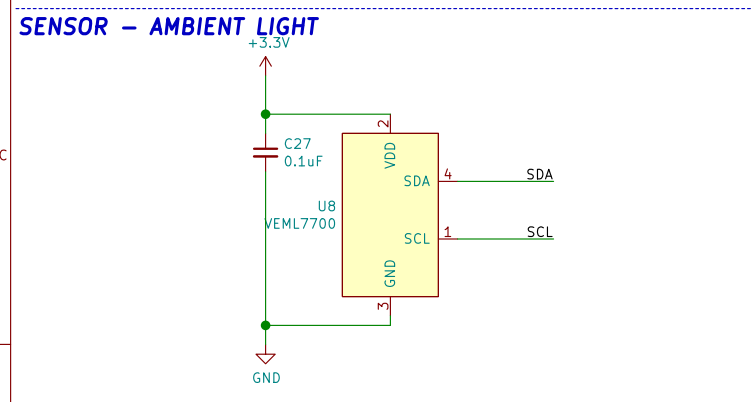 SENSOR – AMBIENT LIGHT
+3.3V
2
C27
0.1uF
C
VDD
SDA
4
SDA
U8
VEML7700
SCL
1
SCL
GND
3
GND